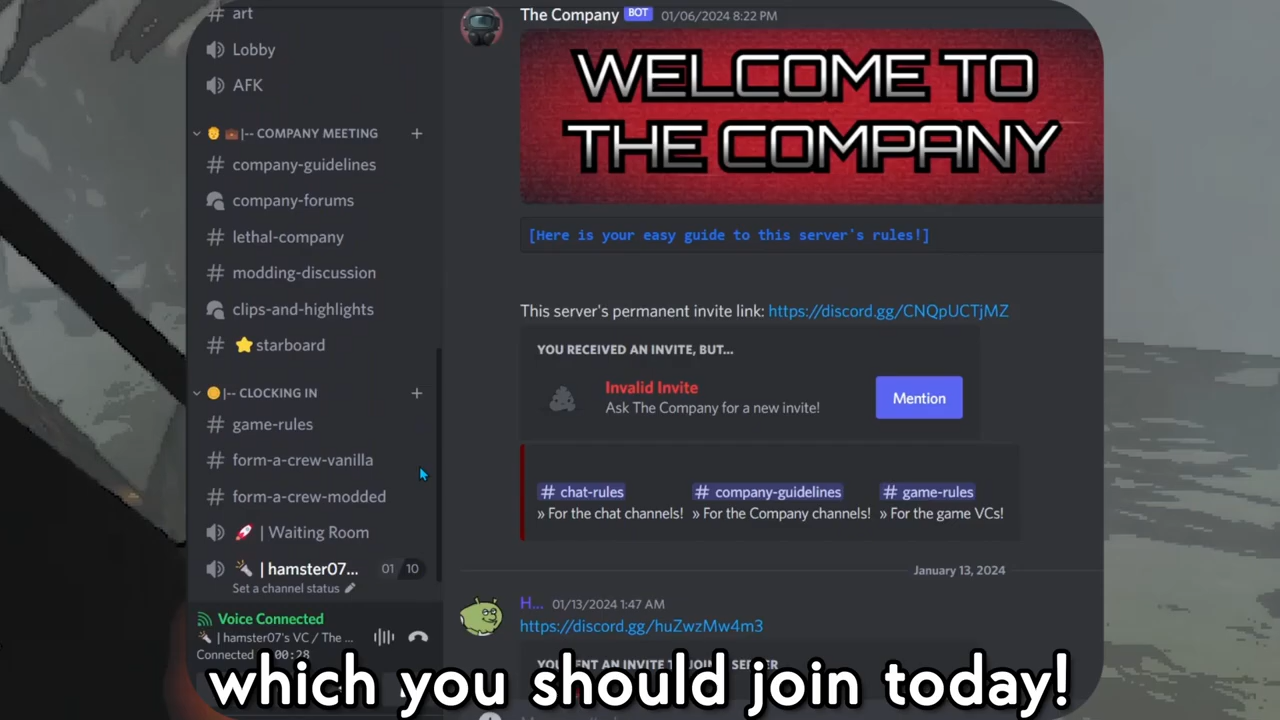 art
Lobby
AFK
|-- COMPANY MEETING +
# company-guidelines
company-forums
# lethal-company
# modding-discussion
clips-and-highlights
# ⭐ starboard
|-- CLOCKING IN +
# game-rules
# form-a-crew-vanilla
# form-a-crew-modded
| Waiting Room
| hamster07... 01 10
Set a channel status
Voice Connected
| hamster07's VC / The ...
Connected 00:28
The Company BOT 01/06/2024 8:22 PM
WELCOME TO
THE COMPANY
[Here is your easy guide to this server's rules!]
This server's permanent invite link: https://discord.gg/CNQpUCTjMZ
YOU RECEIVED AN INVITE, BUT...
Invalid Invite
Ask The Company for a new invite!
Mention
# chat-rules # company-guidelines # game-rules
» For the chat channels! » For the Company channels! » For the game VCs!
January 13, 2024
H... 01/13/2024 1:47 AM
https://discord.gg/huZwzMw4m3
which you should join today!